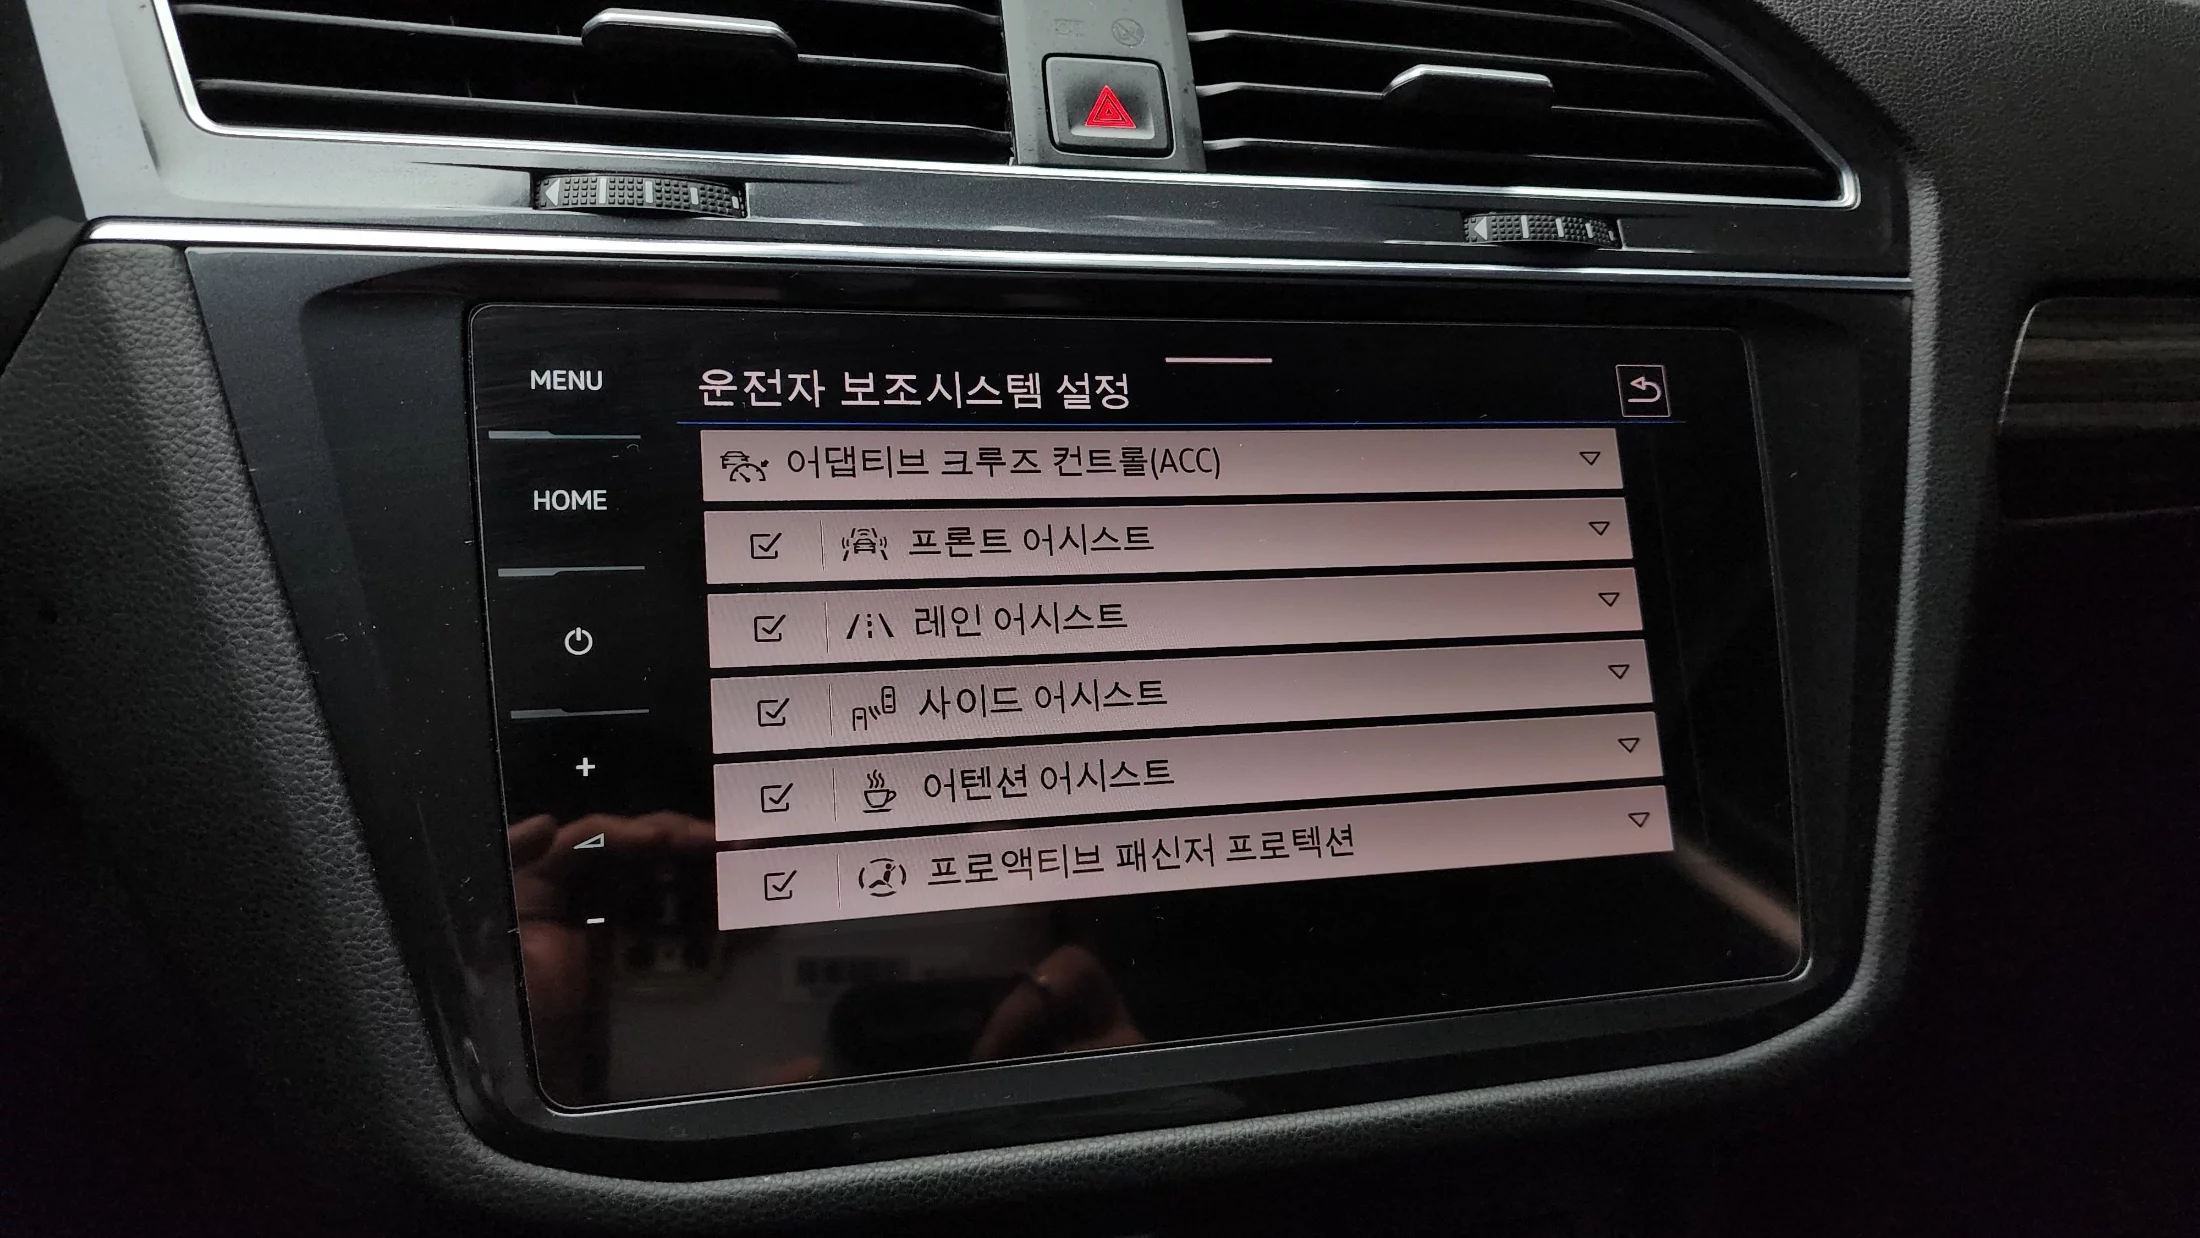 MENU
HOME
운전자 보조시스템 설정
어댑티브 크루즈 컨트롤(ACC)
프론트 어시스트
레인 어시스트
사이드 어시스트
어텐션 어시스트
프로액티브 패신저 프로텍션